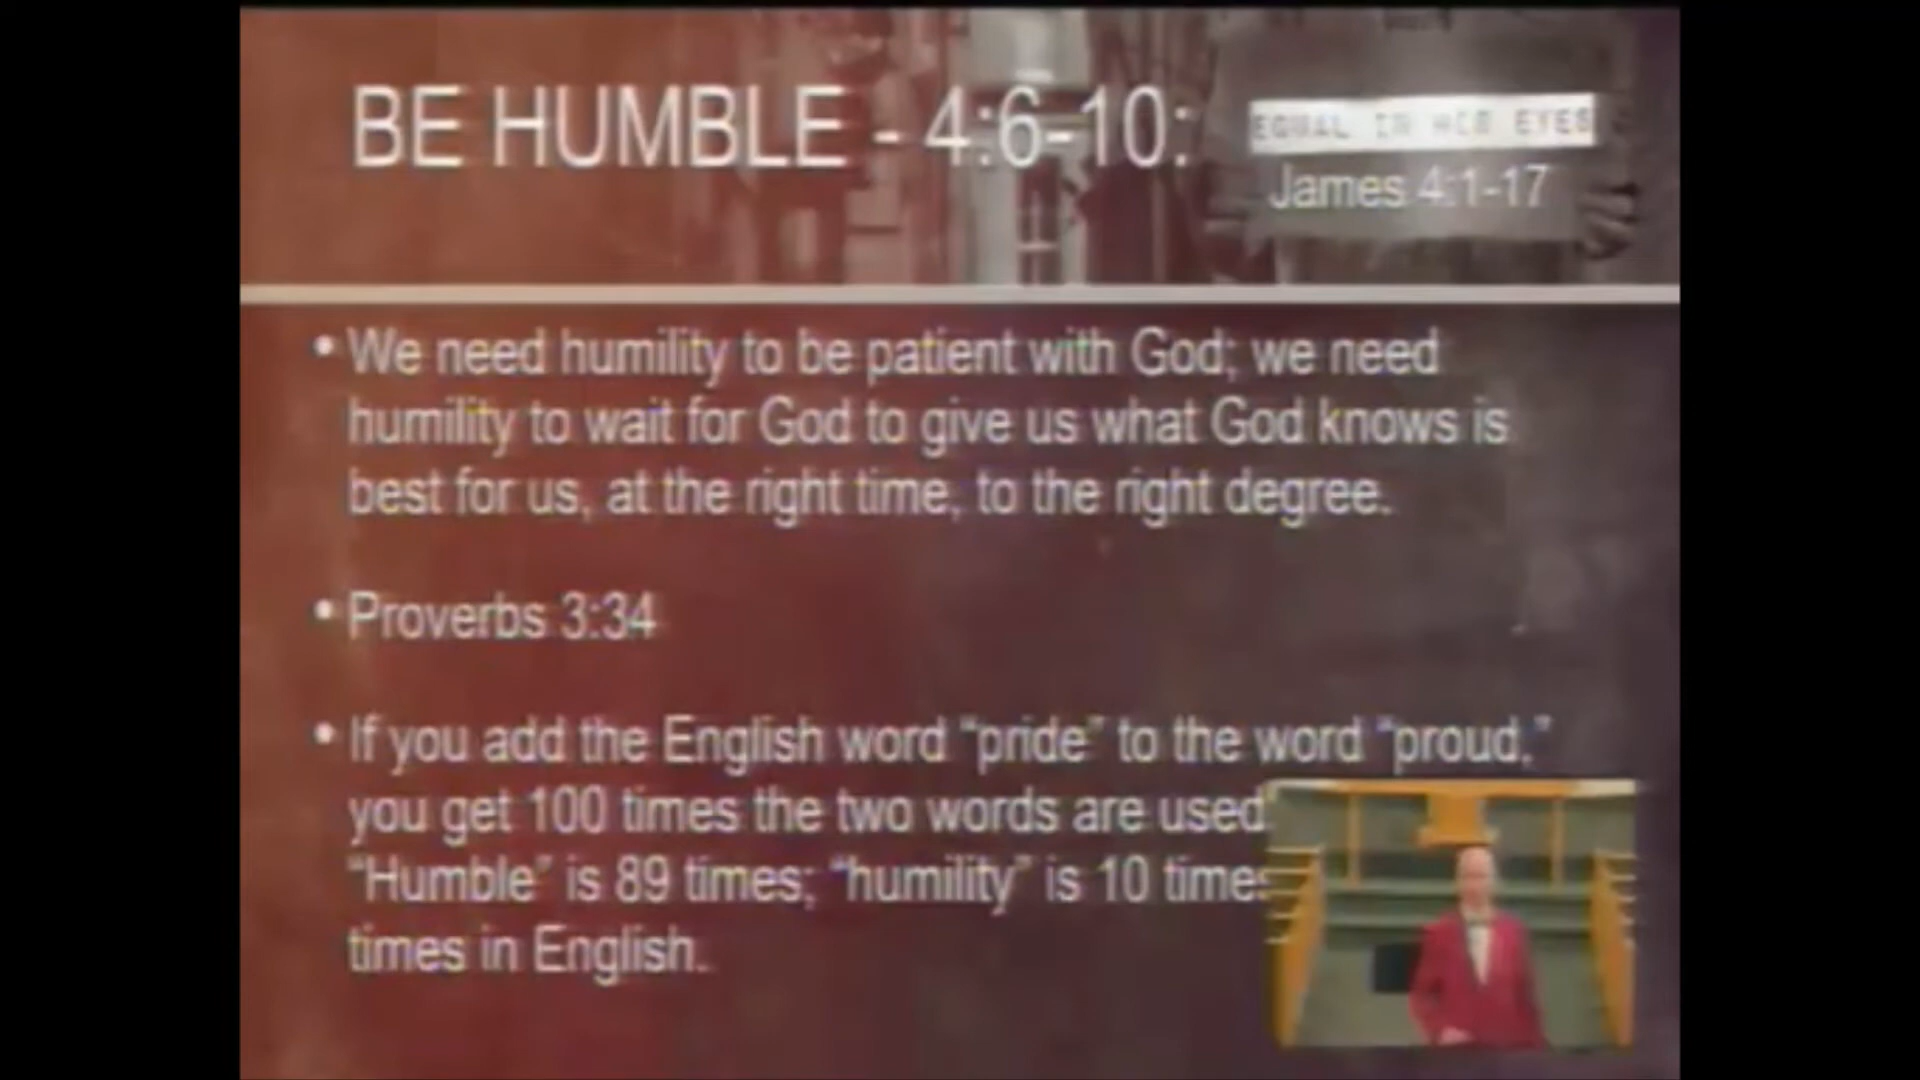 BE HUMBLE - 4:6-10:
EQUAL IN HIS EYES
James 4:1-17
• We need humility to be patient with God; we need
humility to wait for God to give us what God knows is
best for us, at the right time, to the right degree.
• Proverbs 3:34
• If you add the English word “pride” to the word “proud,”
you get 100 times the two words are used
“Humble” is 89 times; “humility” is 10 times
times in English.